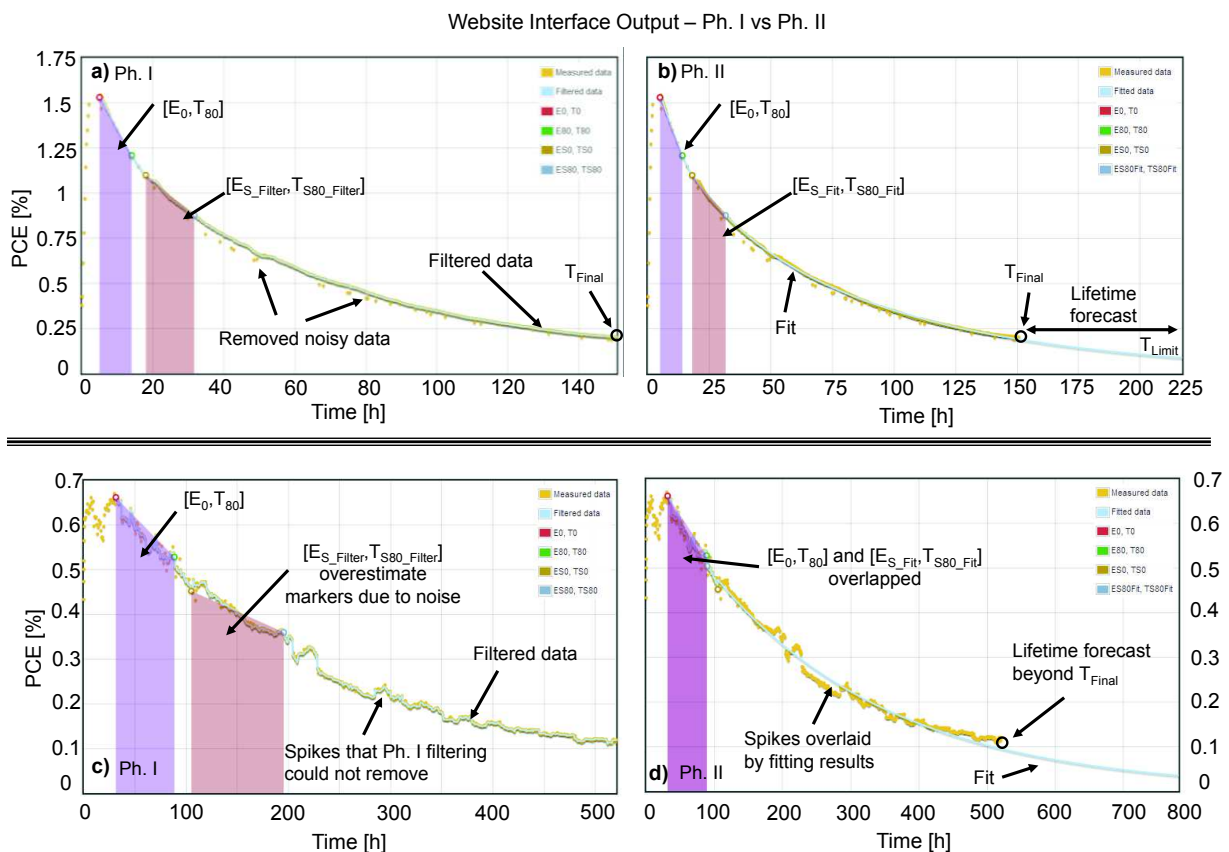 Website Interface Output – Ph. I vs Ph. II
a) Ph. I
[E0,T80]
[ES_Filter,TS80_Filter]
Removed noisy data
Filtered data
TFinal
Measured data
Filtered data
E0, T0
E80, T80
ES0, TS0
ES80, TS80
PCE [%]
1.75
1.5
1.25
1
0.75
0.5
0.25
0
0 20 40 60 80 100 120 140
Time [h]
b) Ph. II
[E0,T80]
[ES_Fit,TS80_Fit]
Fit
TFinal
Lifetime
forecast
TLimit
Measured data
Fitted data
E0, T0
E80, T80
ES0, TS0
ES80Fit, TS80Fit
0 25 50 75 100 125 150 175 200 225
Time [h]
0.7
0.6
0.5
0.4
0.3
0.2
0.1
0
PCE [%]
[E0,T80]
[ES_Filter,TS80_Filter]
overestimate
markers due to noise
Filtered data
Spikes that Ph. I filtering
could not remove
Measured data
Filtered data
E0, T0
E80, T80
ES0, TS0
ES80, TS80
c) Ph. I
0 100 200 300 400 500
Time [h]
[E0,T80] and [ES_Fit,TS80_Fit]
overlapped
Lifetime forecast
beyond TFinal
Spikes overlaid
by fitting results
Fit
Measured data
Fitted data
E0, T0
E80, T80
ES0, TS0
ES80Fit, TS80Fit
d) Ph. II
0.7
0.6
0.5
0.4
0.3
0.2
0.1
0
0 100 200 300 400 500 600 700 800
Time [h]